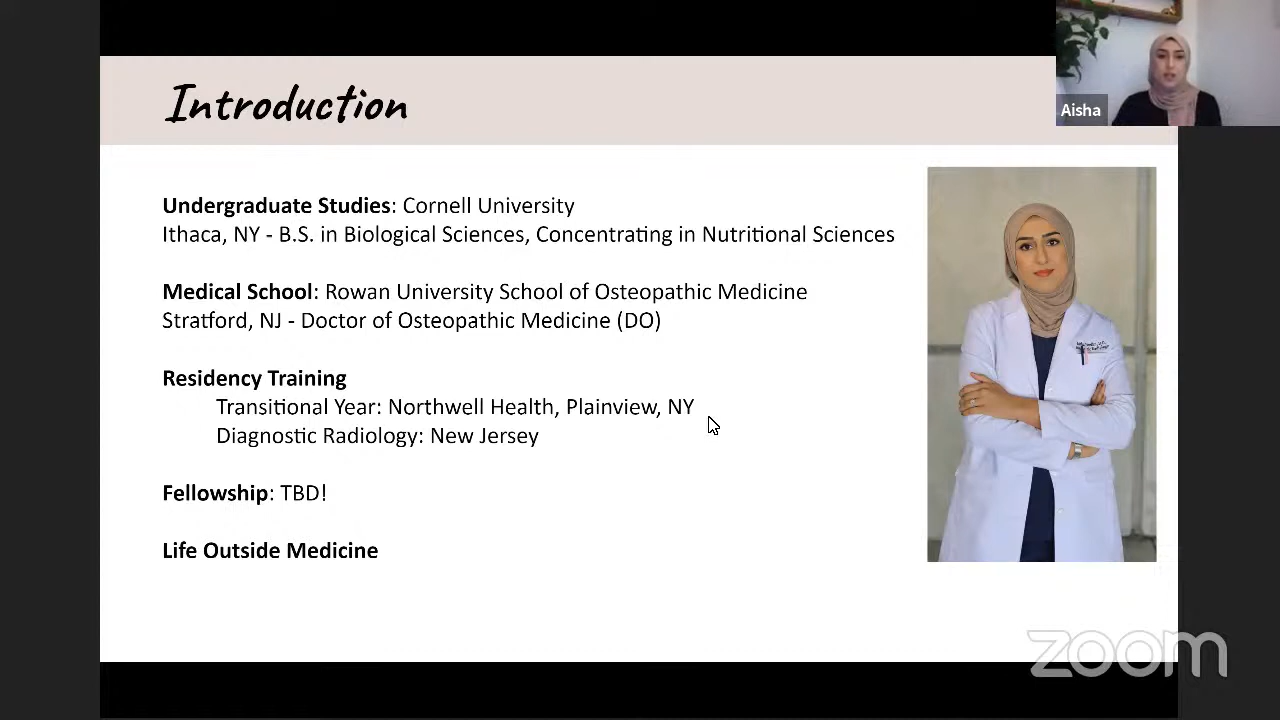 Introduction
Aisha
Undergraduate Studies: Cornell University
Ithaca, NY - B.S. in Biological Sciences, Concentrating in Nutritional Sciences
Medical School: Rowan University School of Osteopathic Medicine
Stratford, NJ - Doctor of Osteopathic Medicine (DO)
Residency Training
Transitional Year: Northwell Health, Plainview, NY
Diagnostic Radiology: New Jersey
Fellowship: TBD!
Life Outside Medicine
zoom